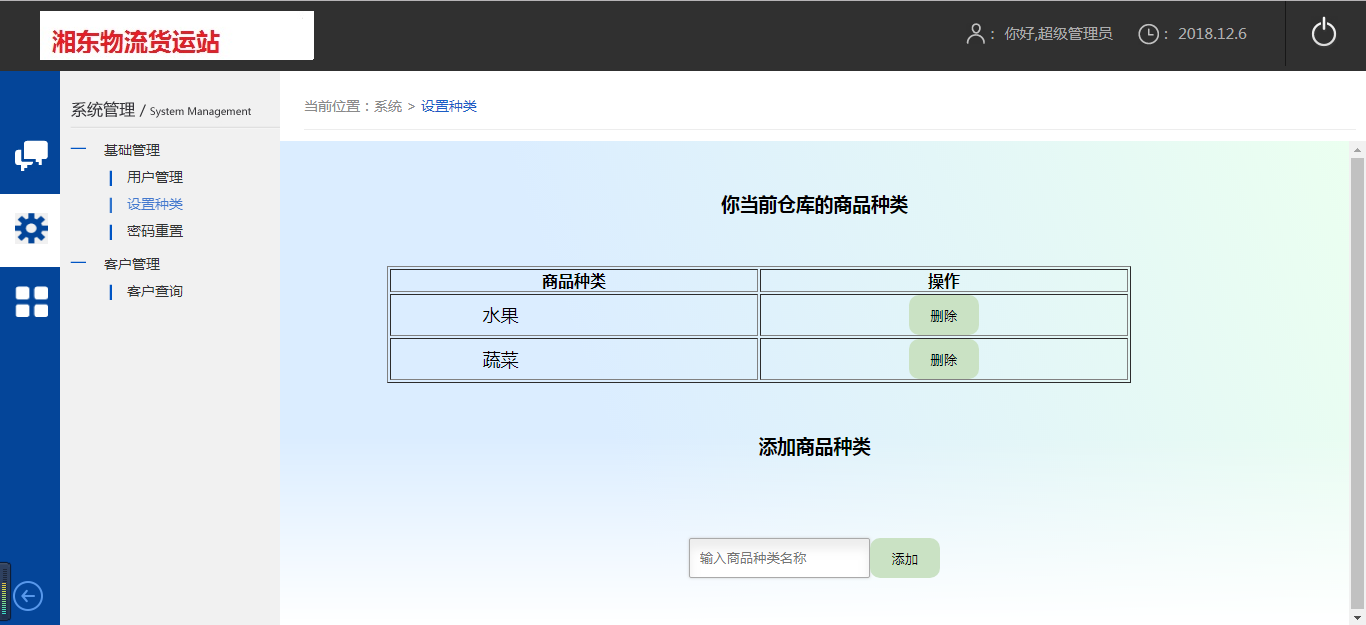 湘东物流货运站
： 你好,超级管理员 ： 2018.12.6
系统管理 / System Management
基础管理
用户管理
设置种类
密码重置
客户管理
客户查询
当前位置：系统 > 设置种类
你当前仓库的商品种类
商品种类 操作
水果 删除
蔬菜 删除
添加商品种类
输入商品种类名称 添加